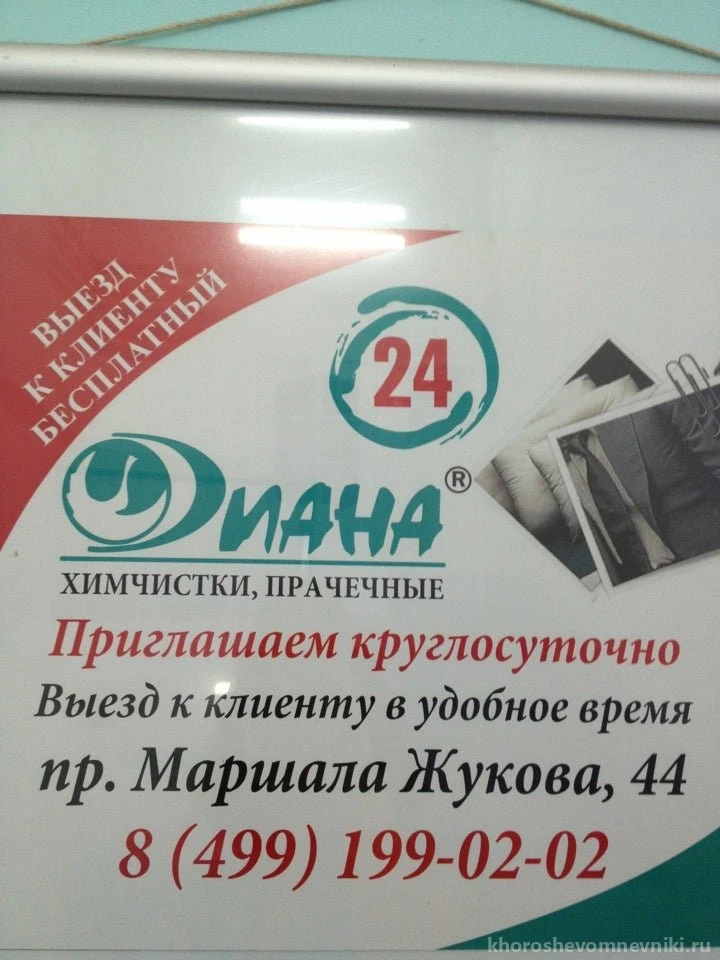 ВЫЕЗД
К КЛИЕНТУ
БЕСПЛАТНЫЙ
24
Диана®
ХИМЧИСТКИ, ПРАЧЕЧНЫЕ
Приглашаем круглосуточно
Выезд к клиенту в удобное время
пр. Маршала Жукова, 44
8 (499) 199-02-02
khoroshevomnevniki.ru